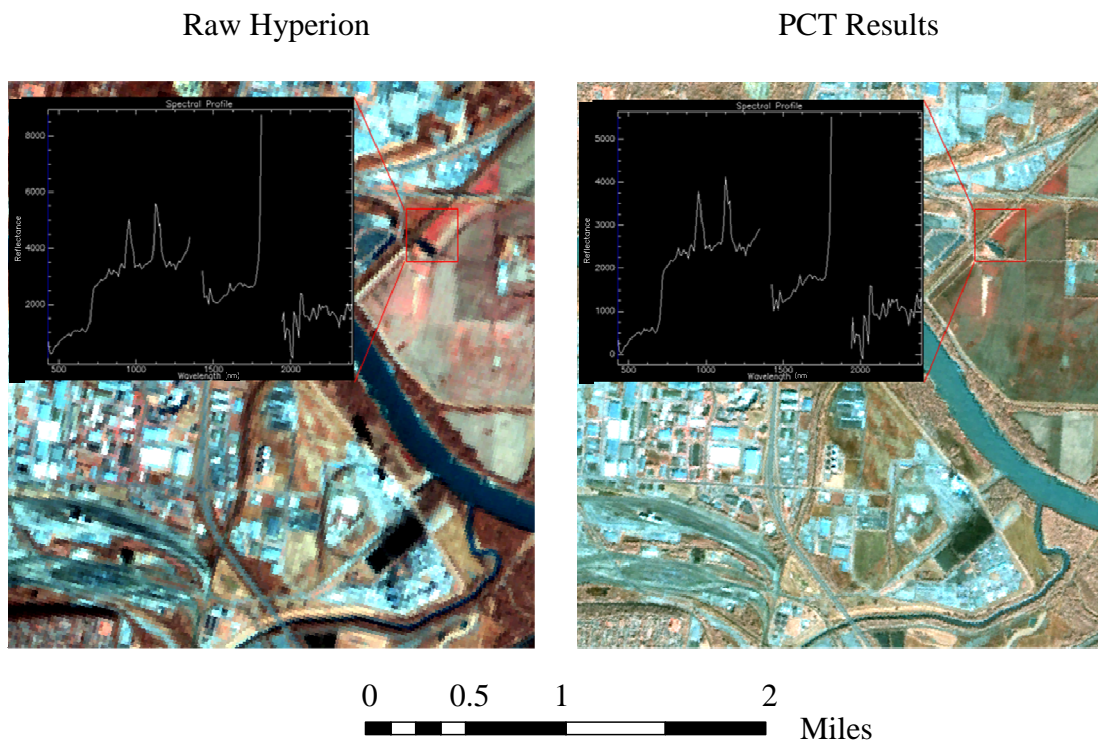 Raw Hyperion
PCT Results
Spectral Profile
8000
6000
4000
2000
Reflectance
500
1000
1500
2000
Wavelength (nm)
Spectral Profile
5000
4000
3000
2000
1000
0
Reflectance
500
1000
1500
2000
Wavelength (nm)
0
0.5
1
2
Miles